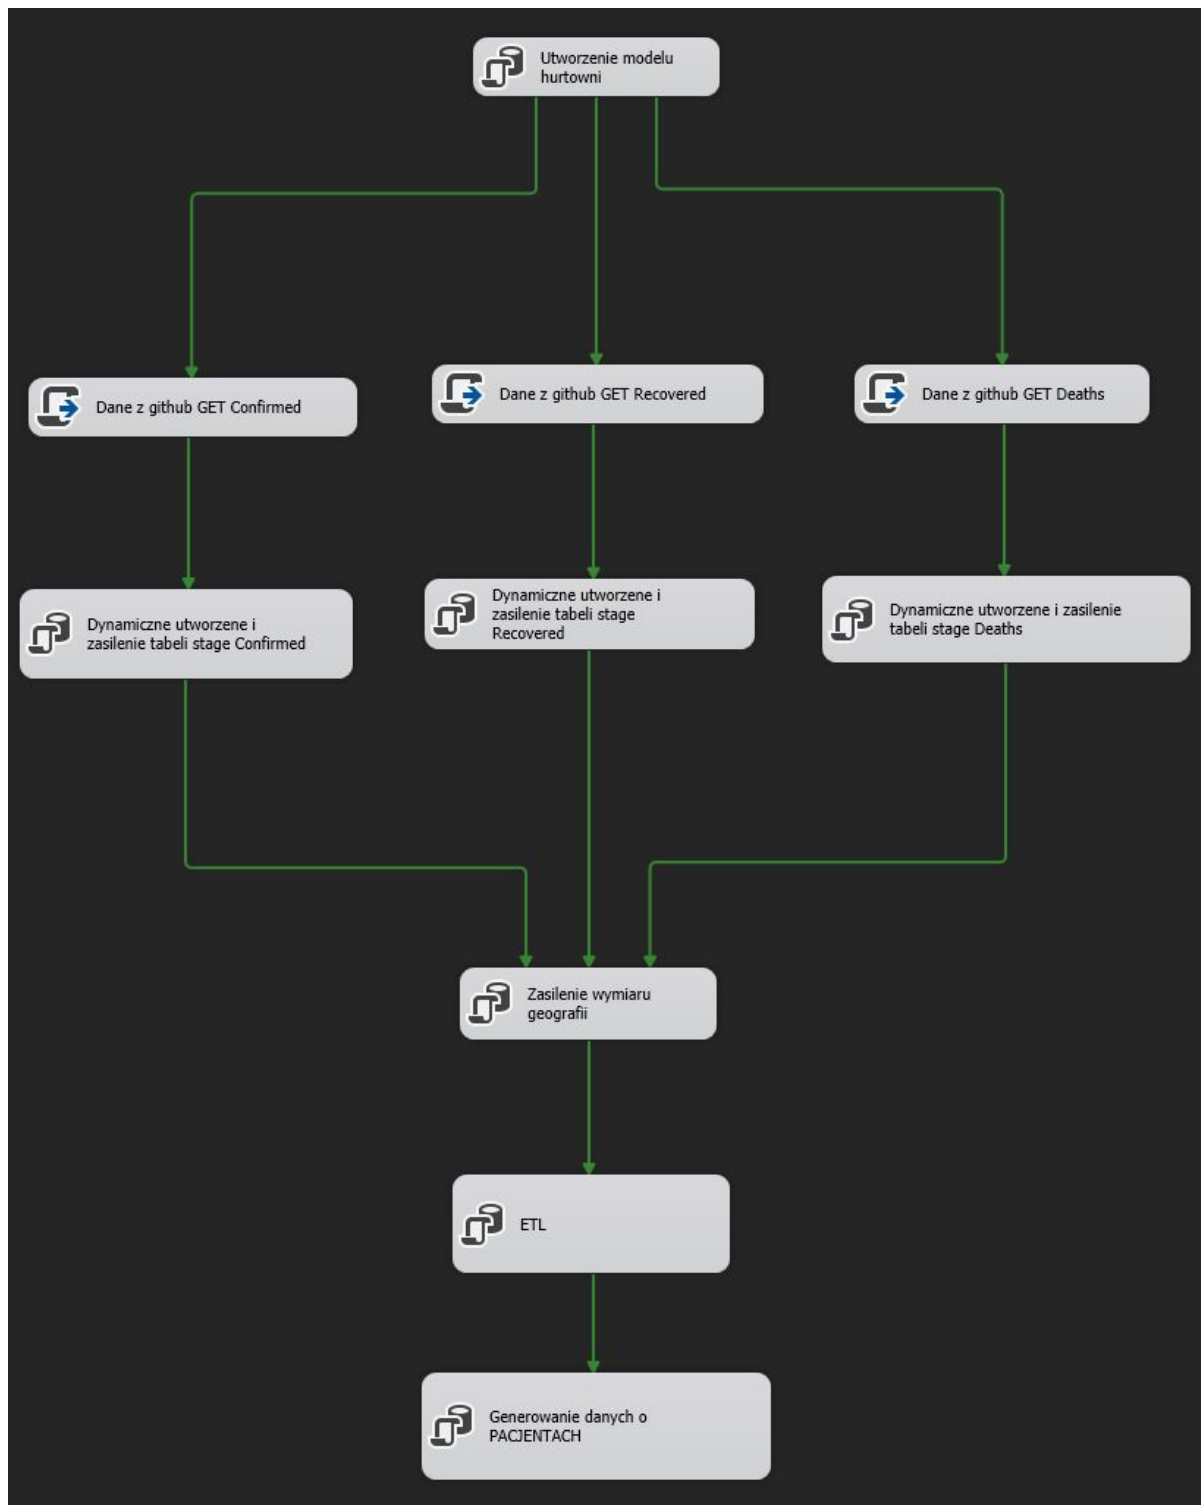 Utworzenie modelu
hurtowni
Dane z github GET Confirmed
Dane z github GET Recovered
Dane z github GET Deaths
Dynamiczne utworzene i
zasilenie tabeli stage Confirmed
Dynamiczne utworzene i
zasilenie tabeli stage
Recovered
Dynamiczne utworzene i zasilenie
tabeli stage Deaths
Zasilenie wymiaru
geografii
ETL
Generowanie danych o
PACJENTACH